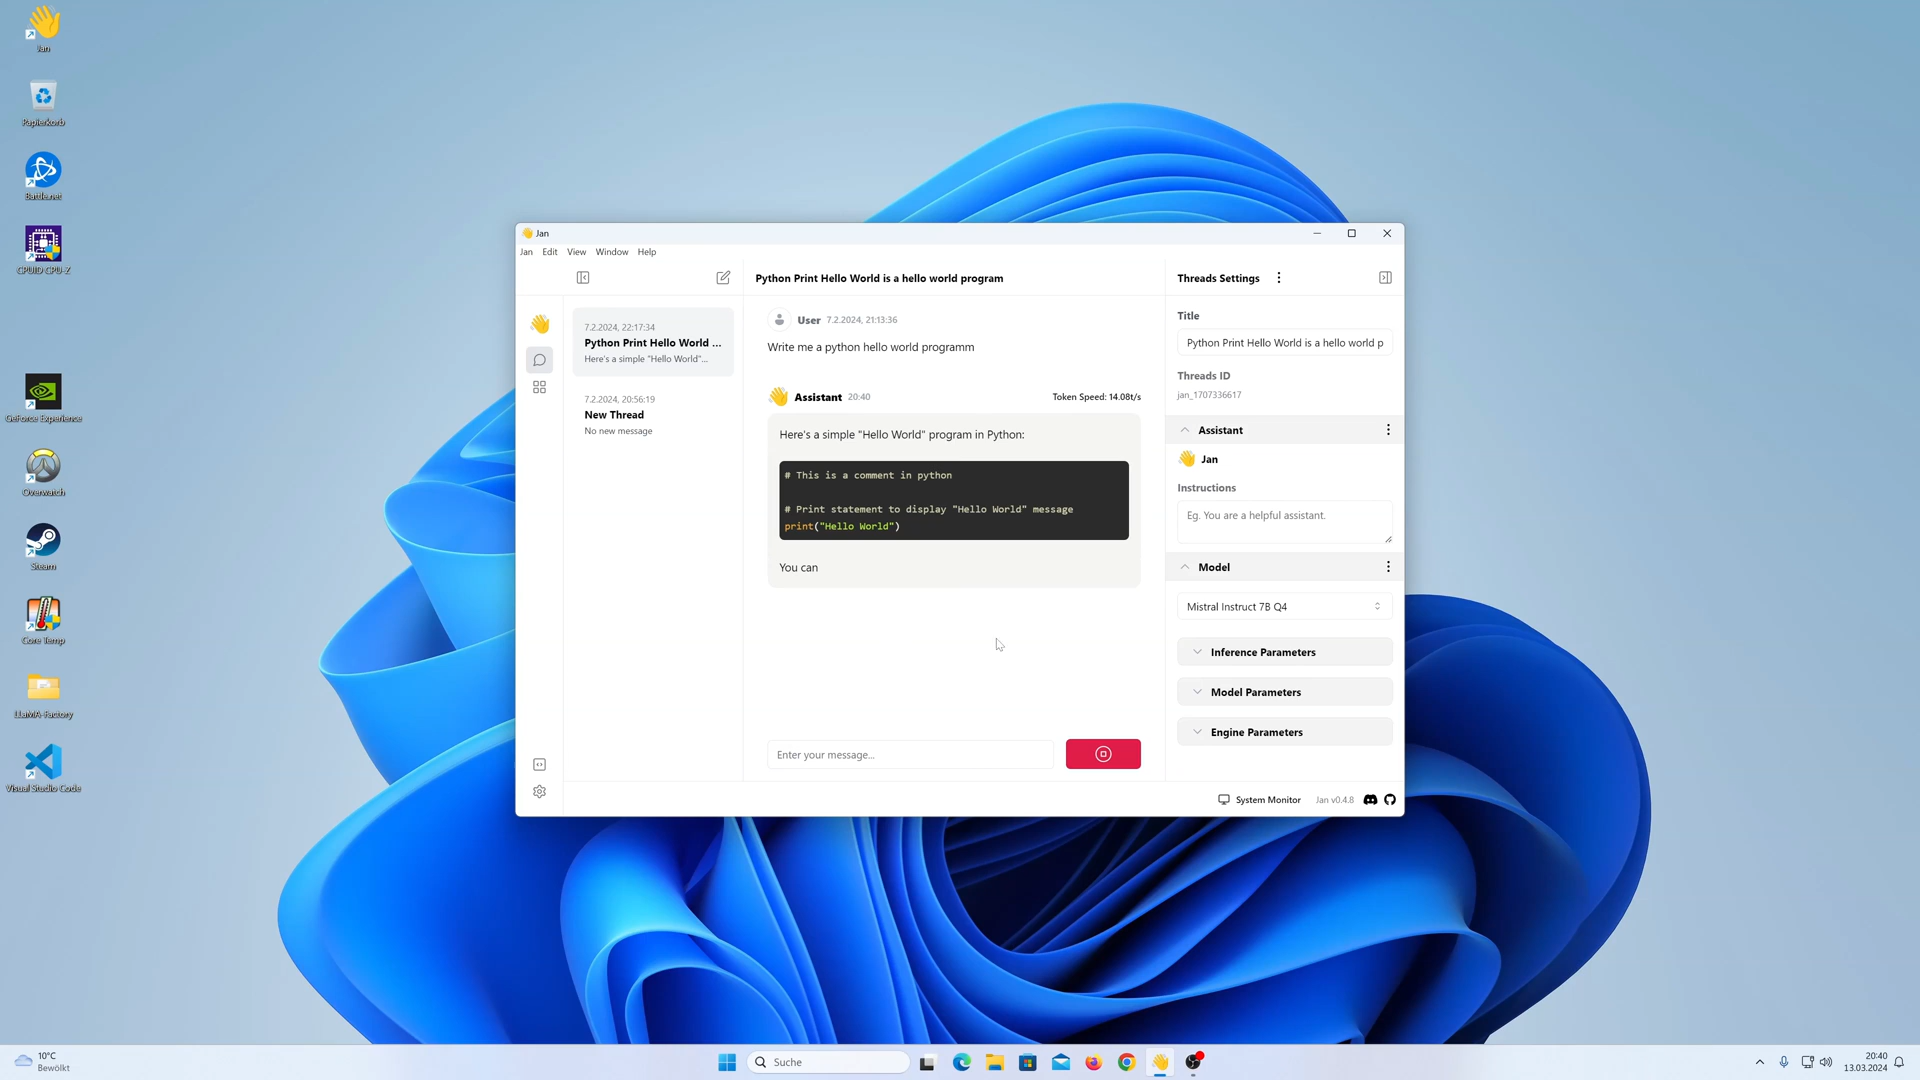 Jan
Papierkorb
Battle.net
CPUID CPU-Z
GeForce Experience
Overwatch
Steam
Core Temp
LLaMA-Factory
Visual Studio Code
Jan
Jan Edit View Window Help
Python Print Hello World is a hello world program
Threads Settings
7.2.2024, 22:17:34
Python Print Hello World ...
Here's a simple "Hello World"...
7.2.2024, 20:56:19
New Thread
No new message
User 7.2.2024, 21:13:36
Write me a python hello world programm
Assistant 20:40 Token Speed: 14.08t/s
Here's a simple "Hello World" program in Python:
# This is a comment in python
# Print statement to display "Hello World" message
print("Hello World")
You can
Enter your message...
Title
Python Print Hello World is a hello world p
Threads ID
jan_1707336617
Assistant
Jan
Instructions
Eg. You are a helpful assistant.
Model
Mistral Instruct 7B Q4
Inference Parameters
Model Parameters
Engine Parameters
System Monitor Jan v0.4.8
10°C
Bewölkt
Suche
20:40
13.03.2024